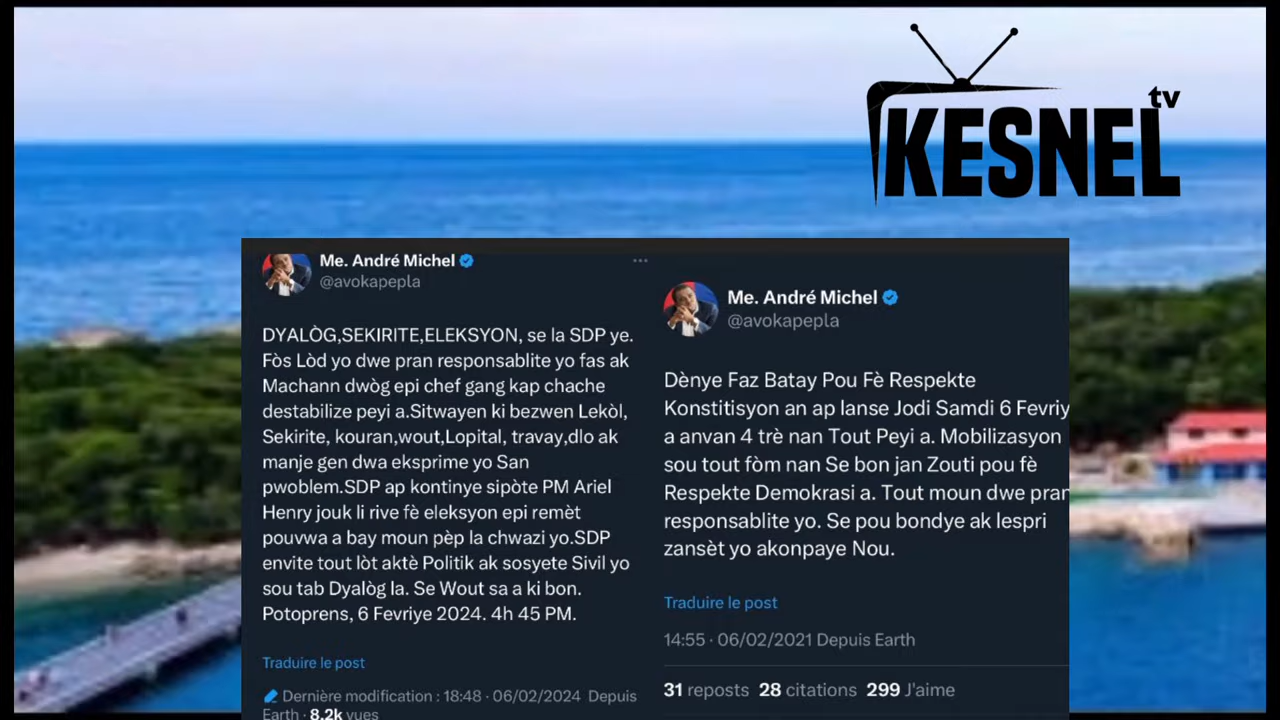 KESNEL tv
Me. André Michel
@avokapepla
DYALÒG,SEKIRITE,ELEKSYON, se la SDP ye.
Fòs Lòd yo dwe pran responsablite yo fas ak
Machann dwòg epi chef gang kap chache
destabilize peyi a.Sitwayen ki bezwen Lekòl,
Sekirite, kouran,wout,Lopital, travay,dlo ak
manje gen dwa eksprime yo San
pwoblem.SDP ap kontinye sipòte PM Ariel
Henry jouk li rive fè eleksyon epi remèt
pouvwa a bay moun pèp la chwazi yo.SDP
envite tout lòt aktè Politik ak sosyete Sivil yo
sou tab Dyalòg la. Se Wout sa a ki bon.
Potoprens, 6 Fevriye 2024. 4h 45 PM.
Traduire le post
Dernière modification : 18:48 · 06/02/2024 Depuis
Earth · 8,2k vues
Me. André Michel
@avokapepla
Dènye Faz Batay Pou Fè Respekte
Konstitisyon an ap lanse Jodi Samdi 6 Fevriy
a anvan 4 trè nan Tout Peyi a. Mobilizasyon
sou tout fòm nan Se bon jan Zouti pou fè
Respekte Demokrasi a. Tout moun dwe pran
responsablite yo. Se pou bondye ak lespri
zansèt yo akonpaye Nou.
Traduire le post
14:55 · 06/02/2021 Depuis Earth
31 reposts 28 citations 299 J'aime